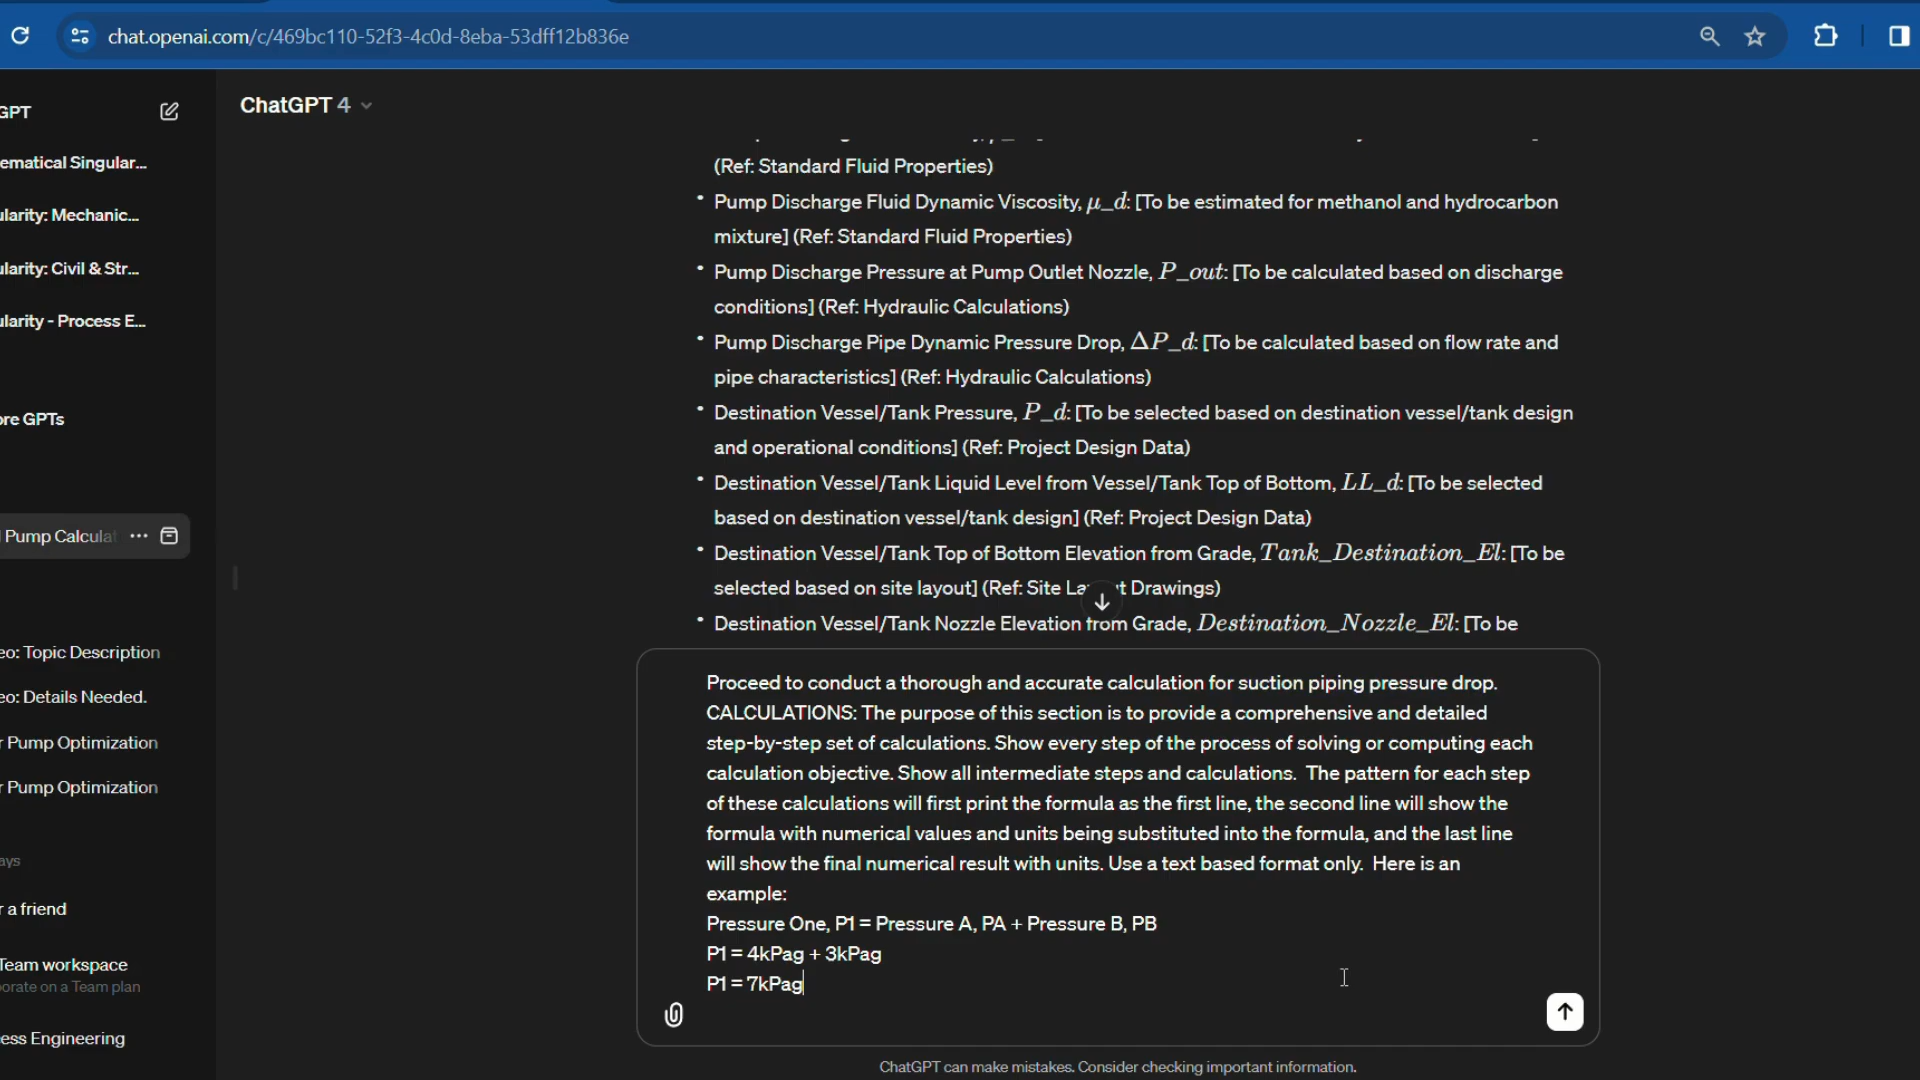 chat.openai.com/c/469bc110-52f3-4c0d-8eba-53dff12b836e
GPT
ematical Singular...
ularity: Mechanic...
ularity: Civil & Str...
ularity - Process E...
ore GPTs
Pump Calcula
eo: Topic Description
eo: Details Needed.
r Pump Optimization
r Pump Optimization
ays
r a friend
Team workspace
orate on a Team plan
ess Engineering
ChatGPT 4
(Ref: Standard Fluid Properties)
• Pump Discharge Fluid Dynamic Viscosity, μ_d: [To be estimated for methanol and hydrocarbon
mixture] (Ref: Standard Fluid Properties)
• Pump Discharge Pressure at Pump Outlet Nozzle, P_out: [To be calculated based on discharge
conditions] (Ref: Hydraulic Calculations)
• Pump Discharge Pipe Dynamic Pressure Drop, ΔP_d: [To be calculated based on flow rate and
pipe characteristics] (Ref: Hydraulic Calculations)
• Destination Vessel/Tank Pressure, P_d: [To be selected based on destination vessel/tank design
and operational conditions] (Ref: Project Design Data)
• Destination Vessel/Tank Liquid Level from Vessel/Tank Top of Bottom, LL_d: [To be selected
based on destination vessel/tank design] (Ref: Project Design Data)
• Destination Vessel/Tank Top of Bottom Elevation from Grade, Tank_Destination_El: [To be
selected based on site layout] (Ref: Site La t Drawings)
• Destination Vessel/Tank Nozzle Elevation from Grade, Destination_Nozzle_El: [To be
Proceed to conduct a thorough and accurate calculation for suction piping pressure drop.
CALCULATIONS: The purpose of this section is to provide a comprehensive and detailed
step-by-step set of calculations. Show every step of the process of solving or computing each
calculation objective. Show all intermediate steps and calculations. The pattern for each step
of these calculations will first print the formula as the first line, the second line will show the
formula with numerical values and units being substituted into the formula, and the last line
will show the final numerical result with units. Use a text based format only. Here is an
example:
Pressure One, P1 = Pressure A, PA + Pressure B, PB
P1 = 4kPag + 3kPag
P1 = 7kPag
ChatGPT can make mistakes. Consider checking important information.